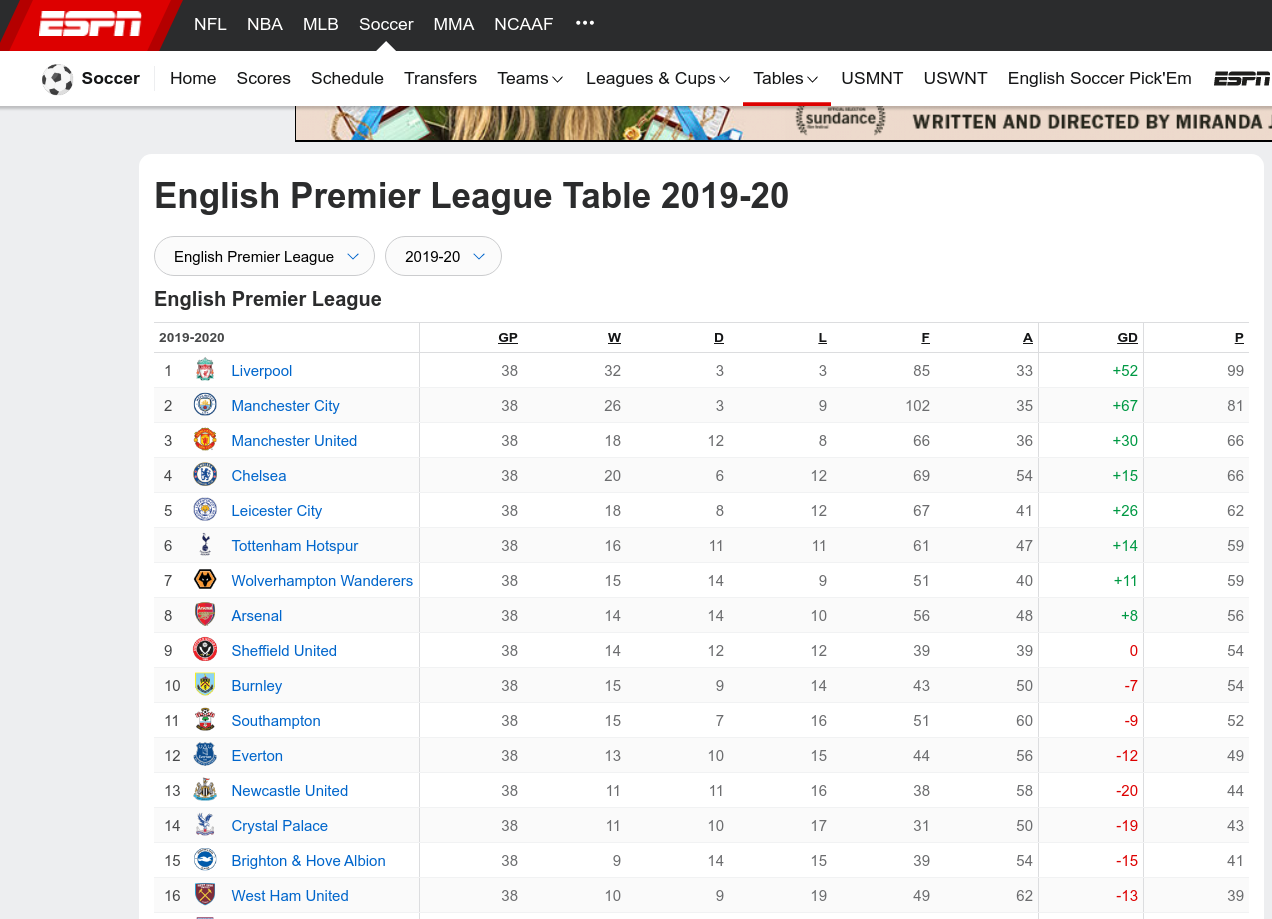 ESPN NFL NBA MLB Soccer MMA NCAAF •••
Soccer Home Scores Schedule Transfers Teams Leagues & Cups Tables USMNT USWNT English Soccer Pick'Em ESPN
OFFICIAL SELECTION sundance film festival WRITTEN AND DIRECTED BY MIRANDA J
English Premier League Table 2019-20
English Premier League 2019-20
English Premier League
2019-2020 GP W D L F A GD P
1 Liverpool 38 32 3 3 85 33 +52 99
2 Manchester City 38 26 3 9 102 35 +67 81
3 Manchester United 38 18 12 8 66 36 +30 66
4 Chelsea 38 20 6 12 69 54 +15 66
5 Leicester City 38 18 8 12 67 41 +26 62
6 Tottenham Hotspur 38 16 11 11 61 47 +14 59
7 Wolverhampton Wanderers 38 15 14 9 51 40 +11 59
8 Arsenal 38 14 14 10 56 48 +8 56
9 Sheffield United 38 14 12 12 39 39 0 54
10 Burnley 38 15 9 14 43 50 -7 54
11 Southampton 38 15 7 16 51 60 -9 52
12 Everton 38 13 10 15 44 56 -12 49
13 Newcastle United 38 11 11 16 38 58 -20 44
14 Crystal Palace 38 11 10 17 31 50 -19 43
15 Brighton & Hove Albion 38 9 14 15 39 54 -15 41
16 West Ham United 38 10 9 19 49 62 -13 39